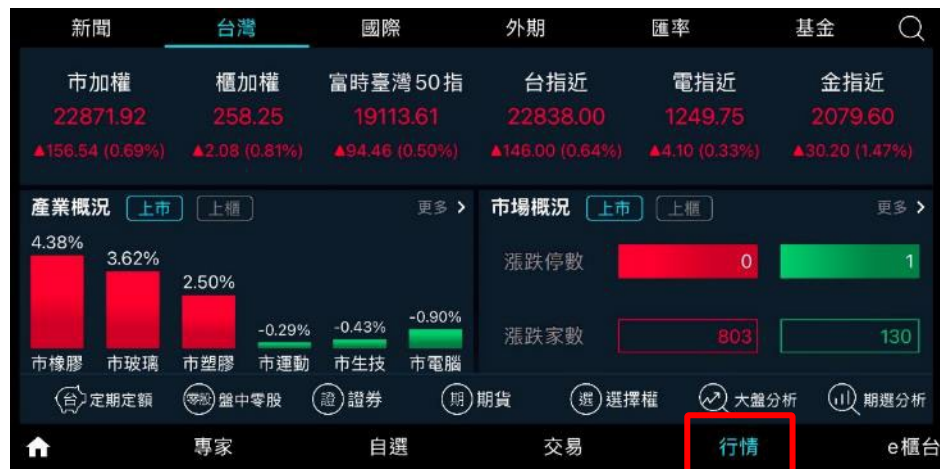 新聞 台灣 國際 外期 匯率 基金
市加權 櫃加權 富時臺灣50指 台指近 電指近 金指近
22871.92 258.25 19113.61 22838.00 1249.75 2079.60
▲156.54 (0.69%) ▲2.08 (0.81%) ▲94.46 (0.50%) ▲146.00 (0.64%) ▲4.10 (0.33%) ▲30.20 (1.47%)
產業概況 上市 上櫃 更多 > 市場概況 上市 上櫃 更多 >
4.38% 3.62% 2.50% -0.29% -0.43% -0.90%
漲跌停數 0 1
漲跌家數 803 130
市橡膠 市玻璃 市塑膠 市運動 市生技 市電腦
台 定期定額 零股 盤中零股 證 證券 期 期貨 選 選擇權 大盤分析 期選分析
專家 自選 交易 行情 e櫃台